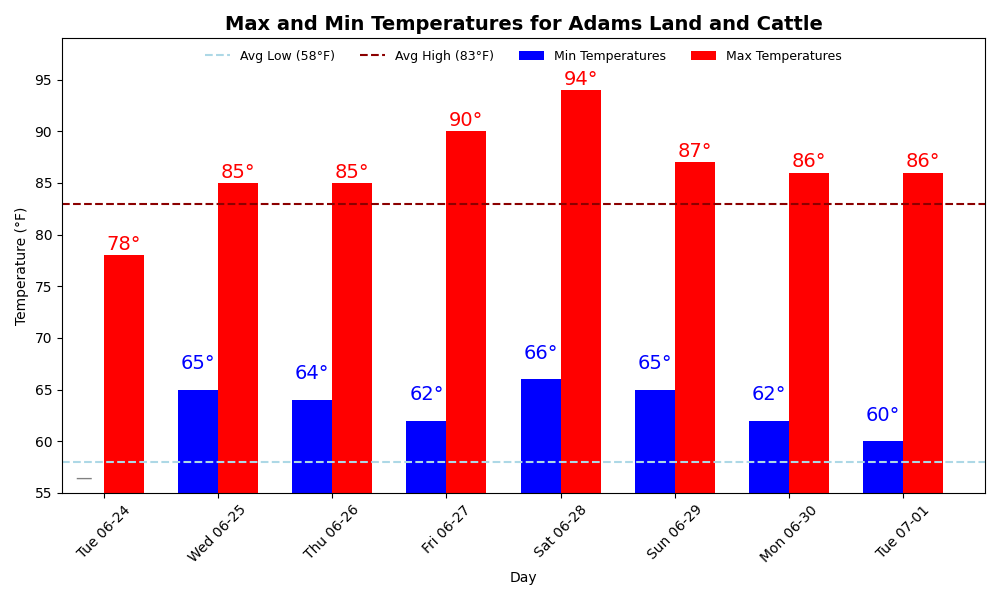 Max and Min Temperatures for Adams Land and Cattle
Avg Low (58°F) Avg High (83°F) Min Temperatures Max Temperatures
Temperature (°F)
95
90
85
80
75
70
65
60
55
—
78°
65°
85°
64°
85°
62°
90°
66°
94°
65°
87°
62°
86°
60°
86°
Tue 06-24
Wed 06-25
Thu 06-26
Fri 06-27
Sat 06-28
Sun 06-29
Mon 06-30
Tue 07-01
Day